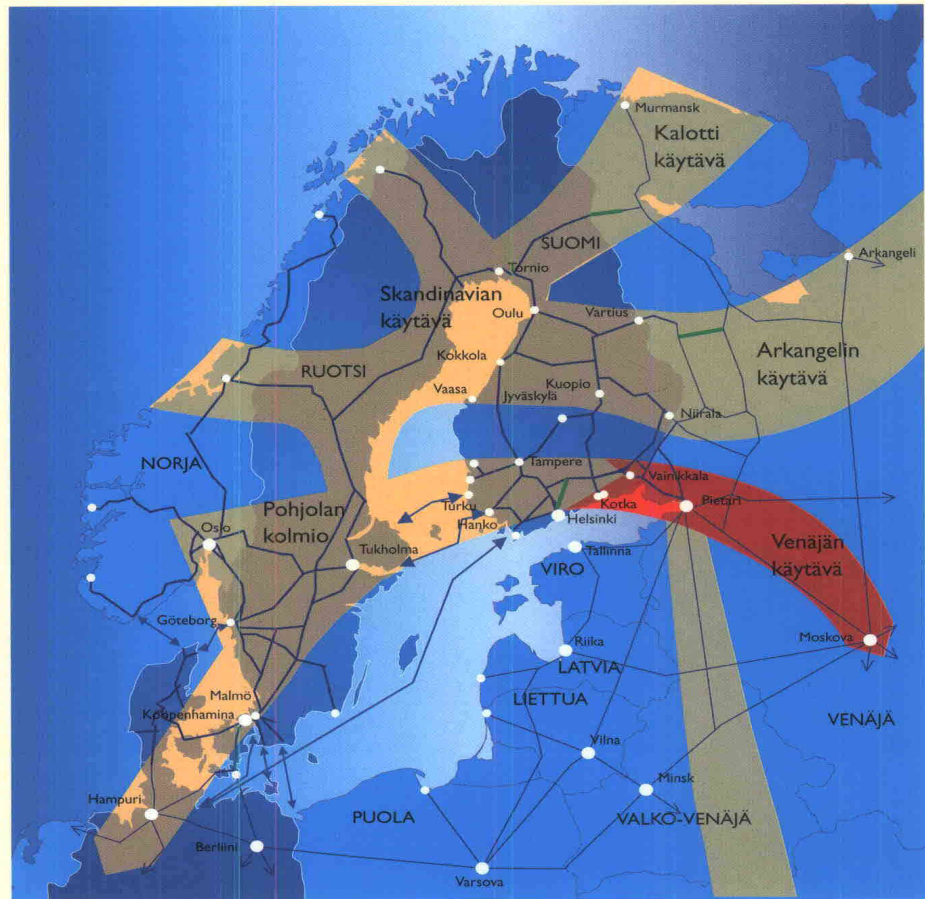 Murmansk
Kalotti
käytävä
SUOMI
Arkangeli
Tornio
Skandinavian
käytävä
Oulu
Vartius
Arkangelin
käytävä
Kokkola
RUOTSI
Vaasa
Jyväskylä
Kuopio
Niirala
NORJA
Tampere
Vainikkala
Pohjolan
kolmio
Turku
Hanko
Kotka
Pietari
Oslo
Helsinki
Tukholma
Tallinna
Venäjän
käytävä
VIRO
Göteborg
Riika
Moskova
LATVIA
LIETTUA
Malmö
Kööpenhamina
VENÄJÄ
Vilna
Minsk
Hampuri
PUOLA
VALKO-VENÄJÄ
Berliini
Varsova